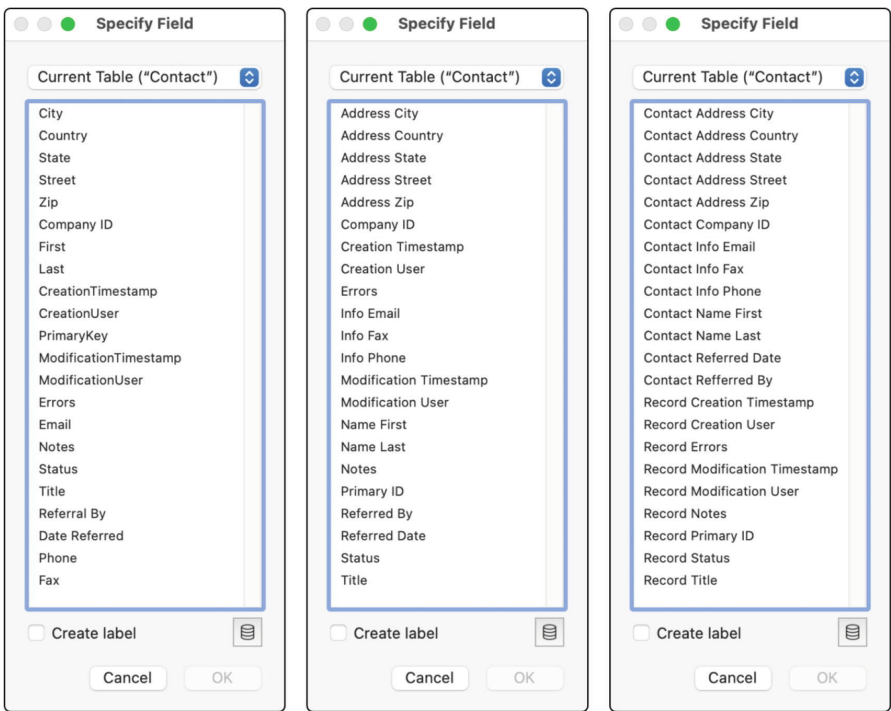 Specify Field
Current Table (“Contact”)
City
Country
State
Street
Zip
Company ID
First
Last
CreationTimestamp
CreationUser
PrimaryKey
ModificationTimestamp
ModificationUser
Errors
Email
Notes
Status
Title
Referral By
Date Referred
Phone
Fax
Create label
Cancel
OK
Specify Field
Current Table (“Contact”)
Address City
Address Country
Address State
Address Street
Address Zip
Company ID
Creation Timestamp
Creation User
Errors
Info Email
Info Fax
Info Phone
Modification Timestamp
Modification User
Name First
Name Last
Notes
Primary ID
Referred By
Referred Date
Status
Title
Create label
Cancel
OK
Specify Field
Current Table (“Contact”)
Contact Address City
Contact Address Country
Contact Address State
Contact Address Street
Contact Address Zip
Contact Company ID
Contact Info Email
Contact Info Fax
Contact Info Phone
Contact Name First
Contact Name Last
Contact Referred Date
Contact Refferred By
Record Creation Timestamp
Record Creation User
Record Errors
Record Modification Timestamp
Record Modification User
Record Notes
Record Primary ID
Record Status
Record Title
Create label
Cancel
OK